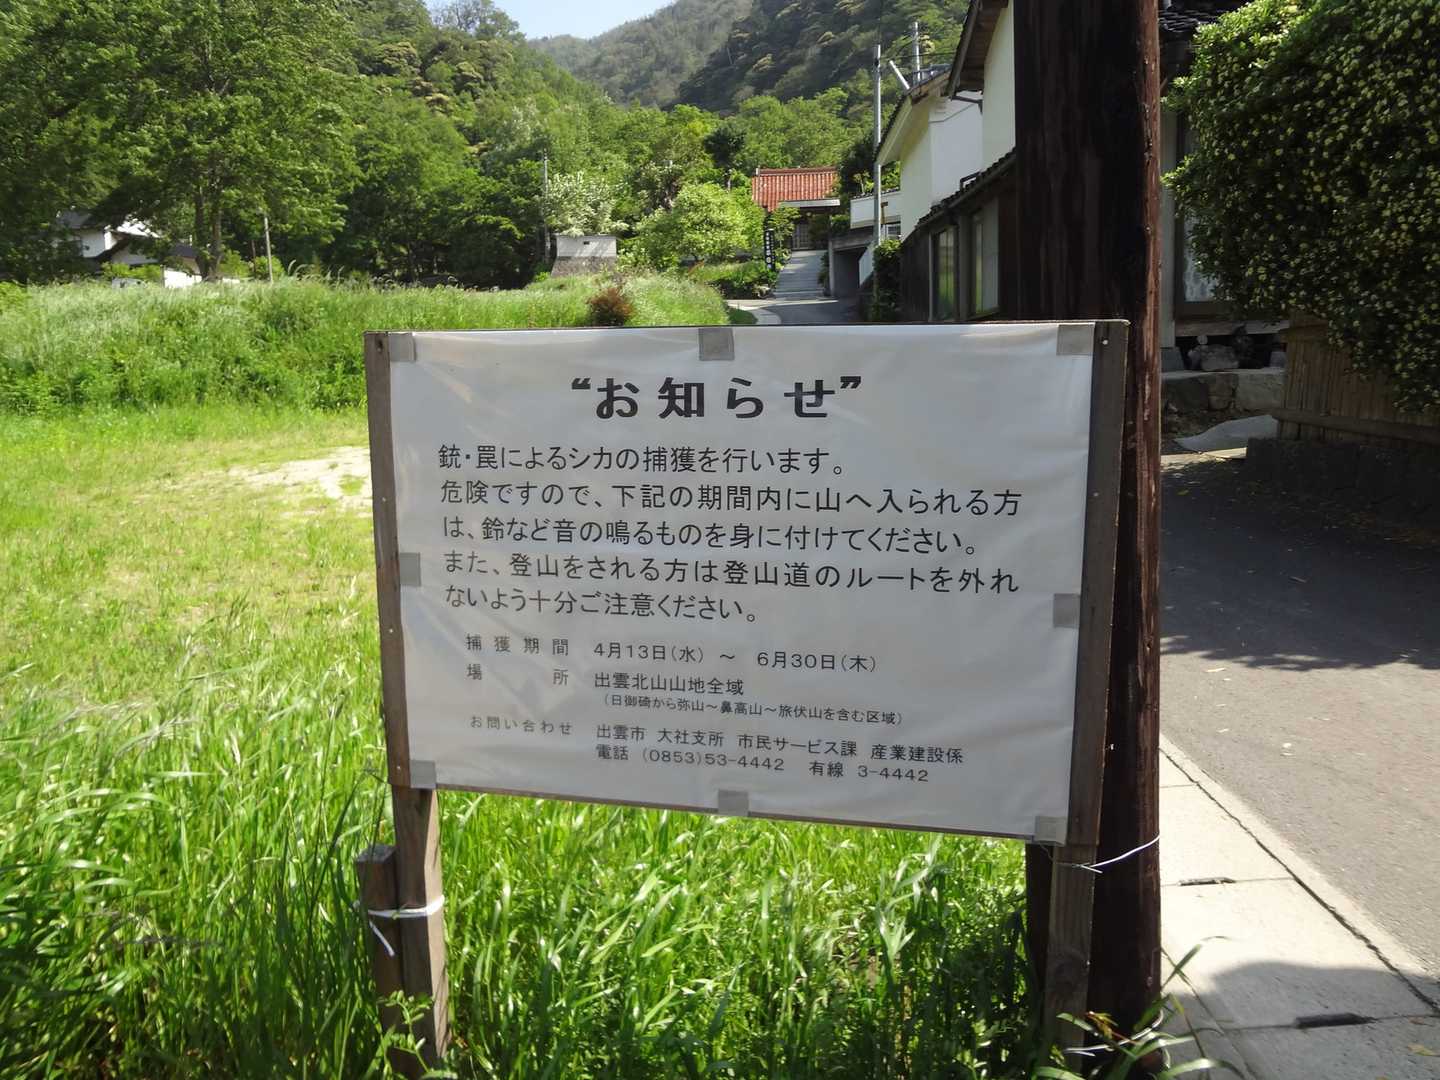 “お知らせ”
銃・罠によるシカの捕獲を行います。
危険ですので、下記の期間内に山へ入られる方
は、鈴など音の鳴るものを身に付けてください。
また、登山をされる方は登山道のルートを外れ
ないよう十分ご注意ください。
捕獲期間 4月13日(水) ~ 6月30日(木)
場所 出雲北山山地全域
(日御碕から弥山~鼻高山~旅伏山を含む区域)
お問い合わせ 出雲市 大社支所 市民サービス課 産業建設係
電話 (0853)53-4442 有線 3-4442